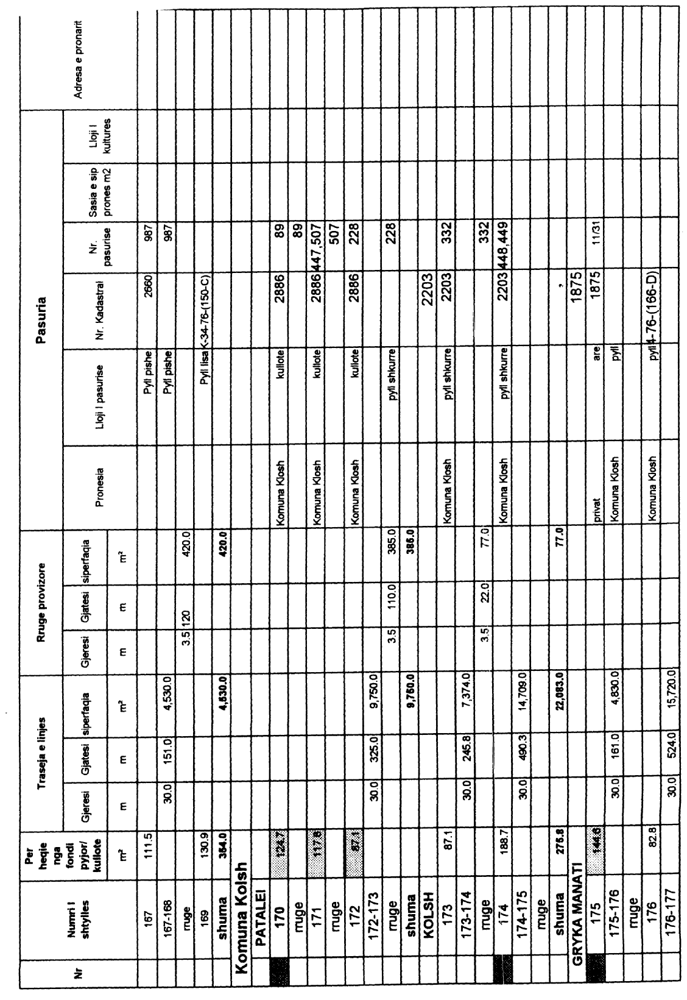 Nr | Numri I shtylles | Per heqje nga fondi pyjor/ kullote | Traseja e linjes | Rruge provizore | Pasuria | Adresa e pronarit
Gjeresi | Gjatesi | siperfaqia | Gjeresi | Gjatesi | siperfaqia | Pronesia | Lloji I pasurise | Nr. Kadastral | Nr. pasurise | Sasia e sip prones m2 | Lloji I kultures
m² | m | m | m² | m | m | m²
167 | 111.5 | Pyll pishe | 2660 | 987
167-168 | 30.0 | 151.0 | 4,530.0 | Pyll pishe | 987
rruge | 3.5 | 120 | 420.0
169 | 130.9 | Pyll lisa | K-34-76-(150-C)
shuma | 354.0 | 4,530.0 | 420.0
Komuna Kolsh
PATALEI
170 | 124.7 | Komuna Klosh | kullote | 2886 | 89
rruge | 89
171 | 117.6 | Komuna Klosh | kullote | 2886 | 447,507
rruge | 507
172 | 87.1 | Komuna Klosh | kullote | 2886 | 228
172-173 | 30.0 | 325.0 | 9,750.0
rruge | 3.5 | 110.0 | 385.0 | pyll shkurre | 228
shuma | 9,750.0 | 385.0
KOLSH | 2203
173 | 87.1 | Komuna Klosh | pyll shkurre | 2203 | 332
173-174 | 30.0 | 245.8 | 7,374.0
rruge | 3.5 | 22.0 | 77.0 | 332
174 | 188.7 | Komuna Klosh | pyll shkurre | 2203 | 448,449
174-175 | 30.0 | 490.3 | 14,709.0
rruge
shuma | 275.8 | 22,083.0 | 77.0 | ,
GRYKA MANATI | 1875
175 | 144.6 | privat | are | 1875 | 11/31
175-176 | 30.0 | 161.0 | 4,830.0 | Komuna Klosh | pyll
rruge
176 | 82.8 | Komuna Klosh | pyll | 4-76-(166-D)
176-177 | 30.0 | 524.0 | 15,720.0